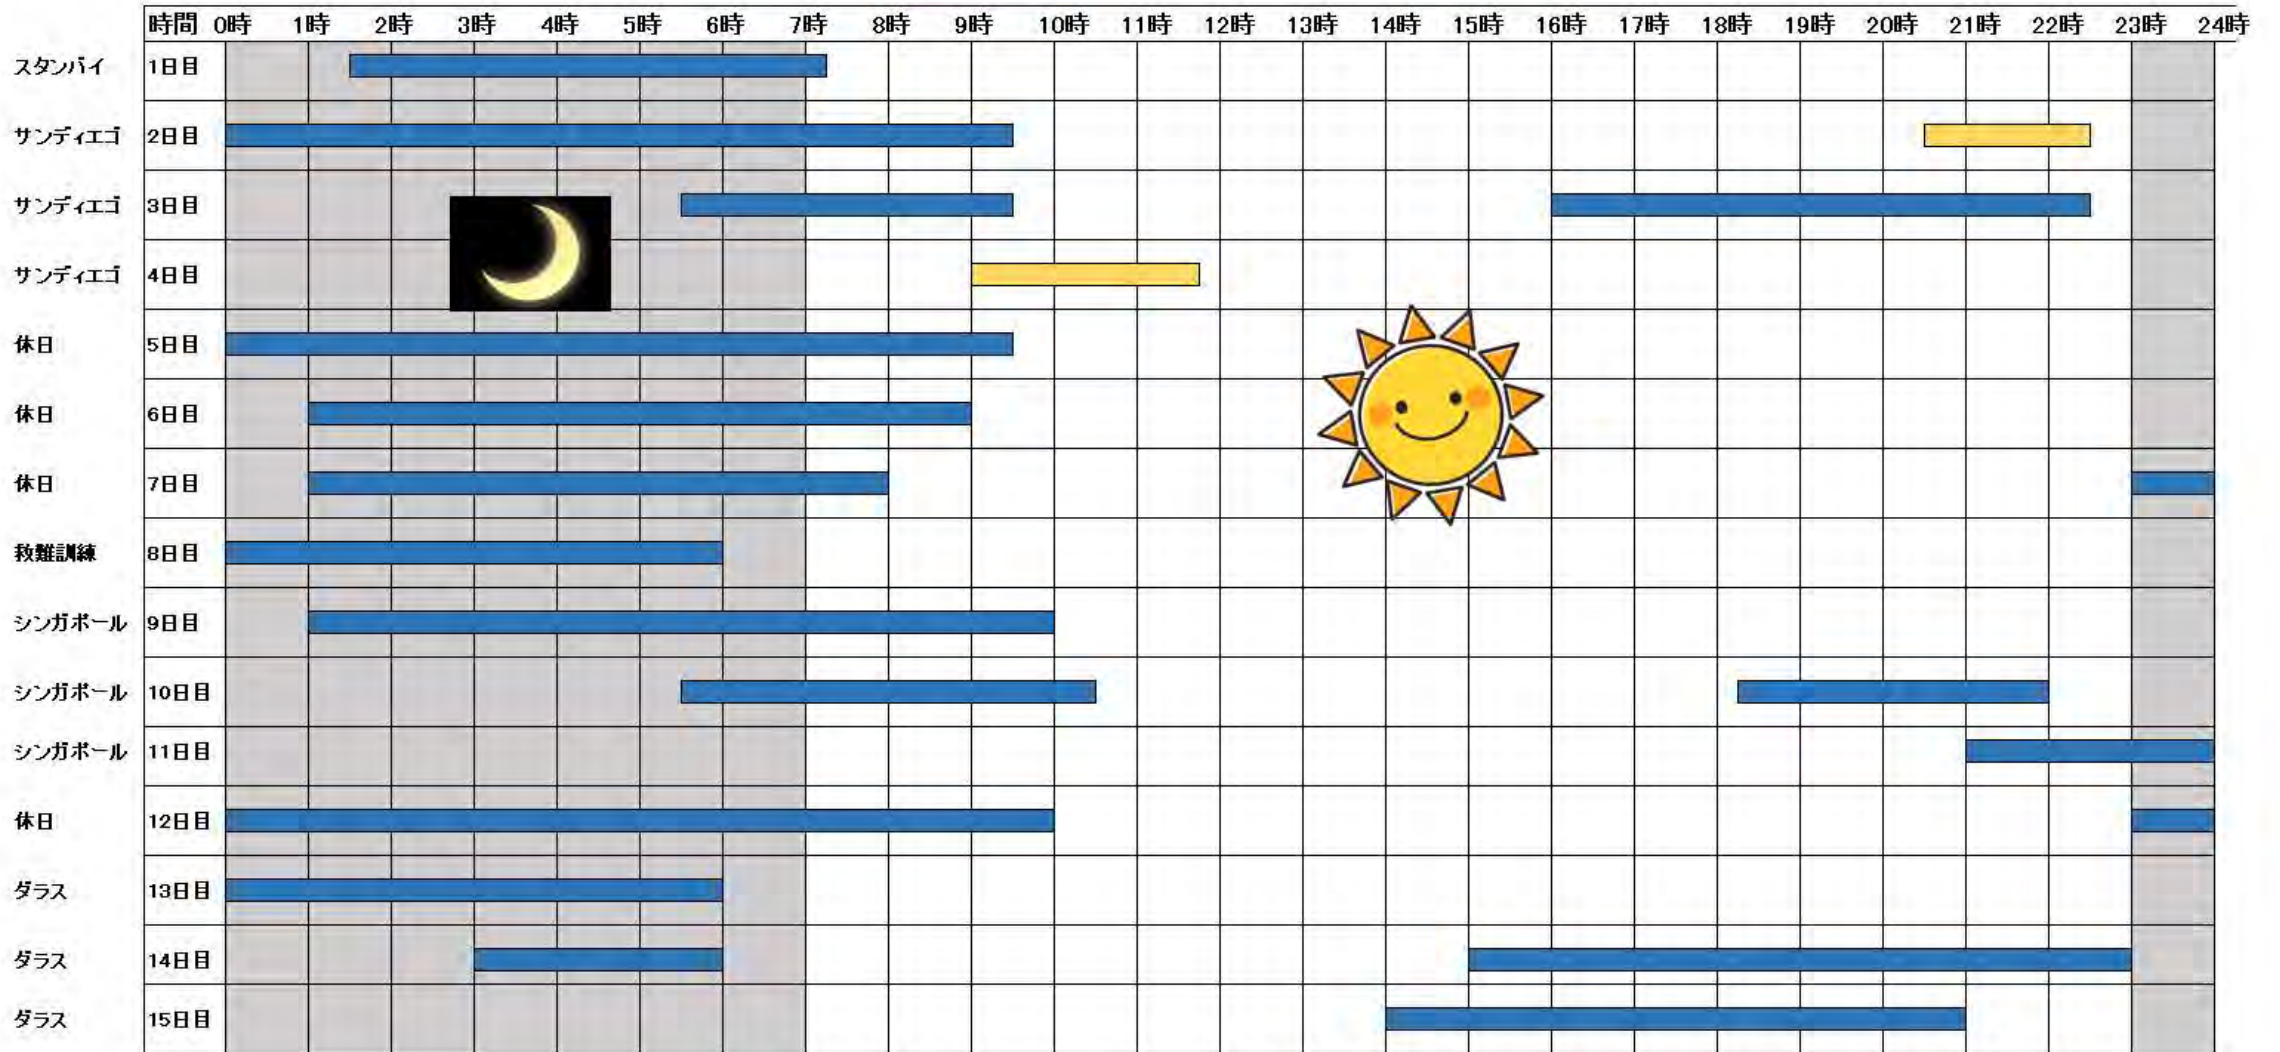 時間 0時 1時 2時 3時 4時 5時 6時 7時 8時 9時 10時 11時 12時 13時 14時 15時 16時 17時 18時 19時 20時 21時 22時 23時 24時
スタンバイ 1日目
サンディエゴ 2日目
サンディエゴ 3日目
サンディエゴ 4日目
休日 5日目
休日 6日目
休日 7日目
救難訓練 8日目
シンガポール 9日目
シンガポール 10日目
シンガポール 11日目
休日 12日目
ダラス 13日目
ダラス 14日目
ダラス 15日目